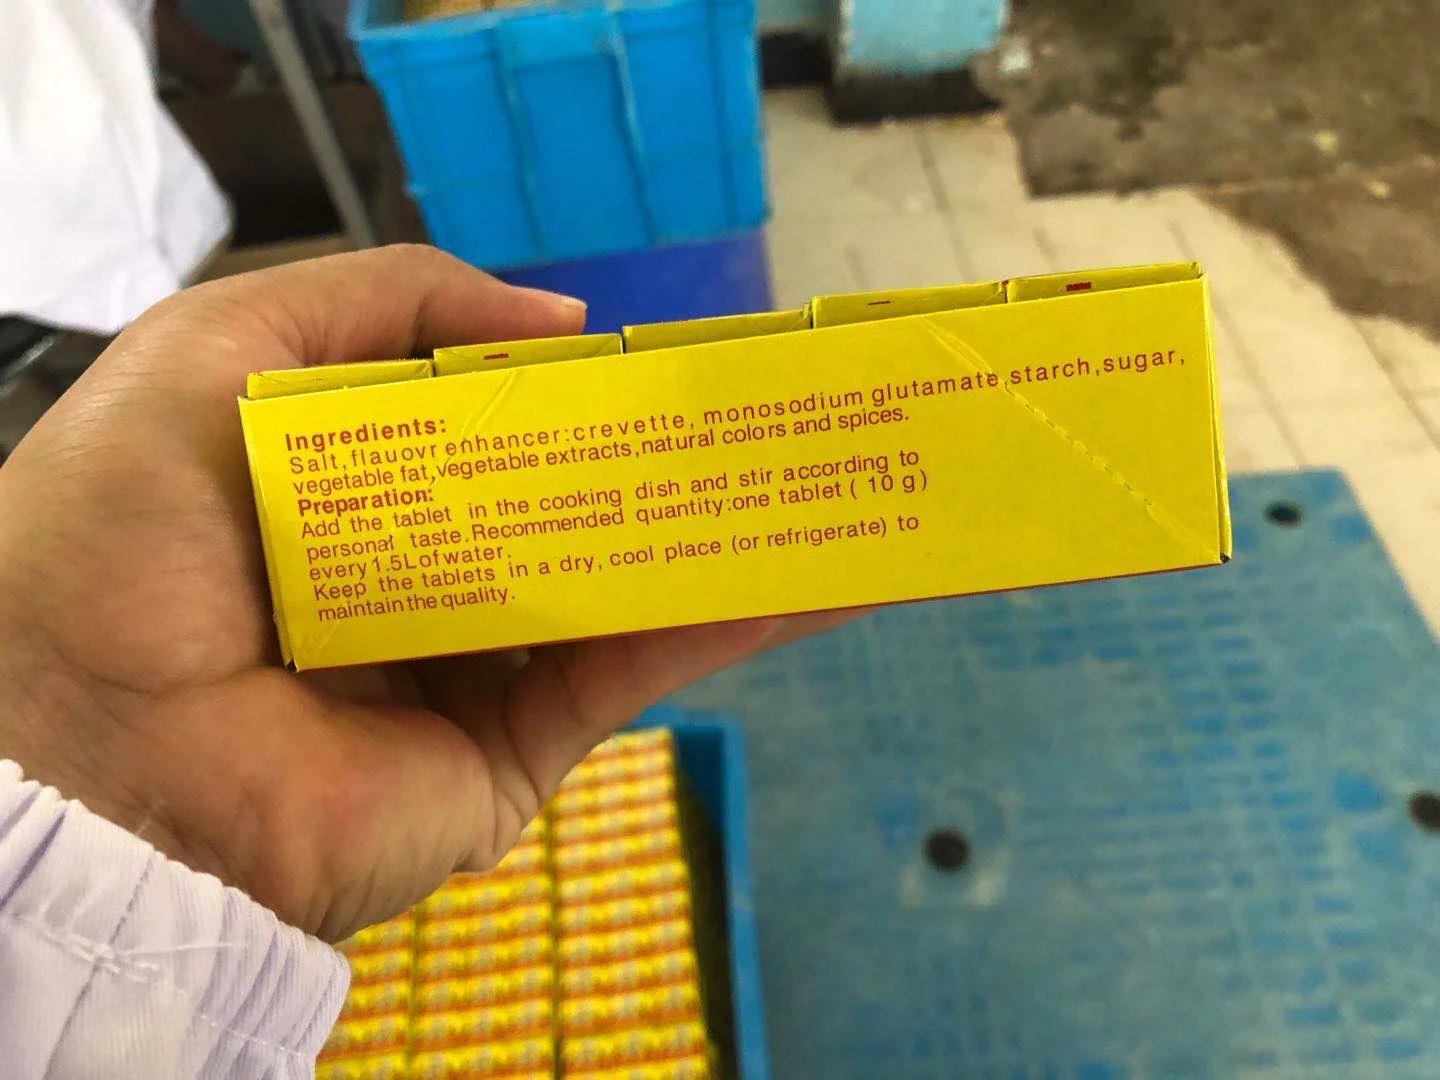 Ingredients:
Salt,flauovr enhancer:crevette, monosodium glutamate,starch,sugar,
vegetable fat,vegetable extracts,natural colors and spices.
Preparation:
Add the tablet in the cooking dish and stir according to
personal taste.Recommended quantity:one tablet ( 10 g)
every1.5Lofwater.
Keep the tablets in a dry, cool place (or refrigerate) to
maintainthe quality.